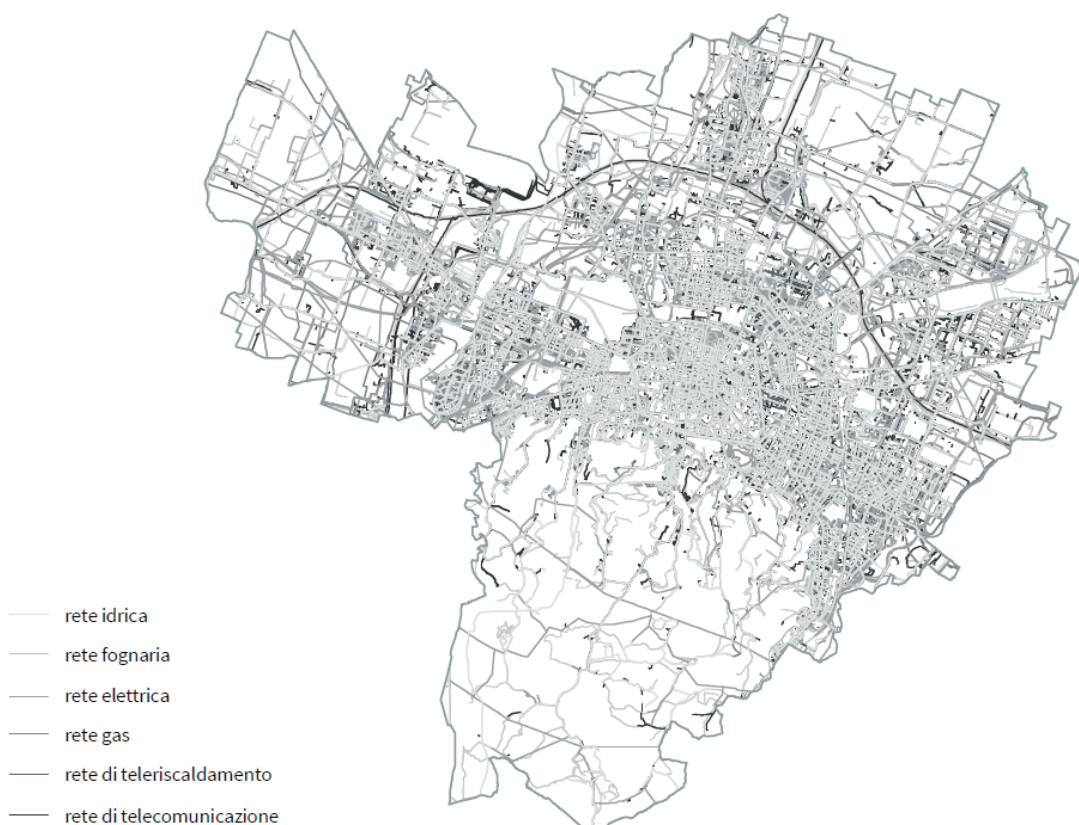 rete idrica
rete fognaria
rete elettrica
rete gas
rete di teleriscaldamento
rete di telecomunicazione